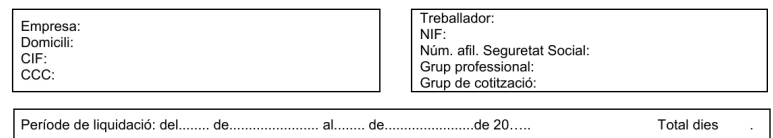 Empresa:
Domicili:
CIF:
CCC:
Treballador:
NIF:
Núm. afil. Seguretat Social:
Grup professional:
Grup de cotització:
Període de liquidació: del........ de....................... al........ de.......................de 20….. Total dies .